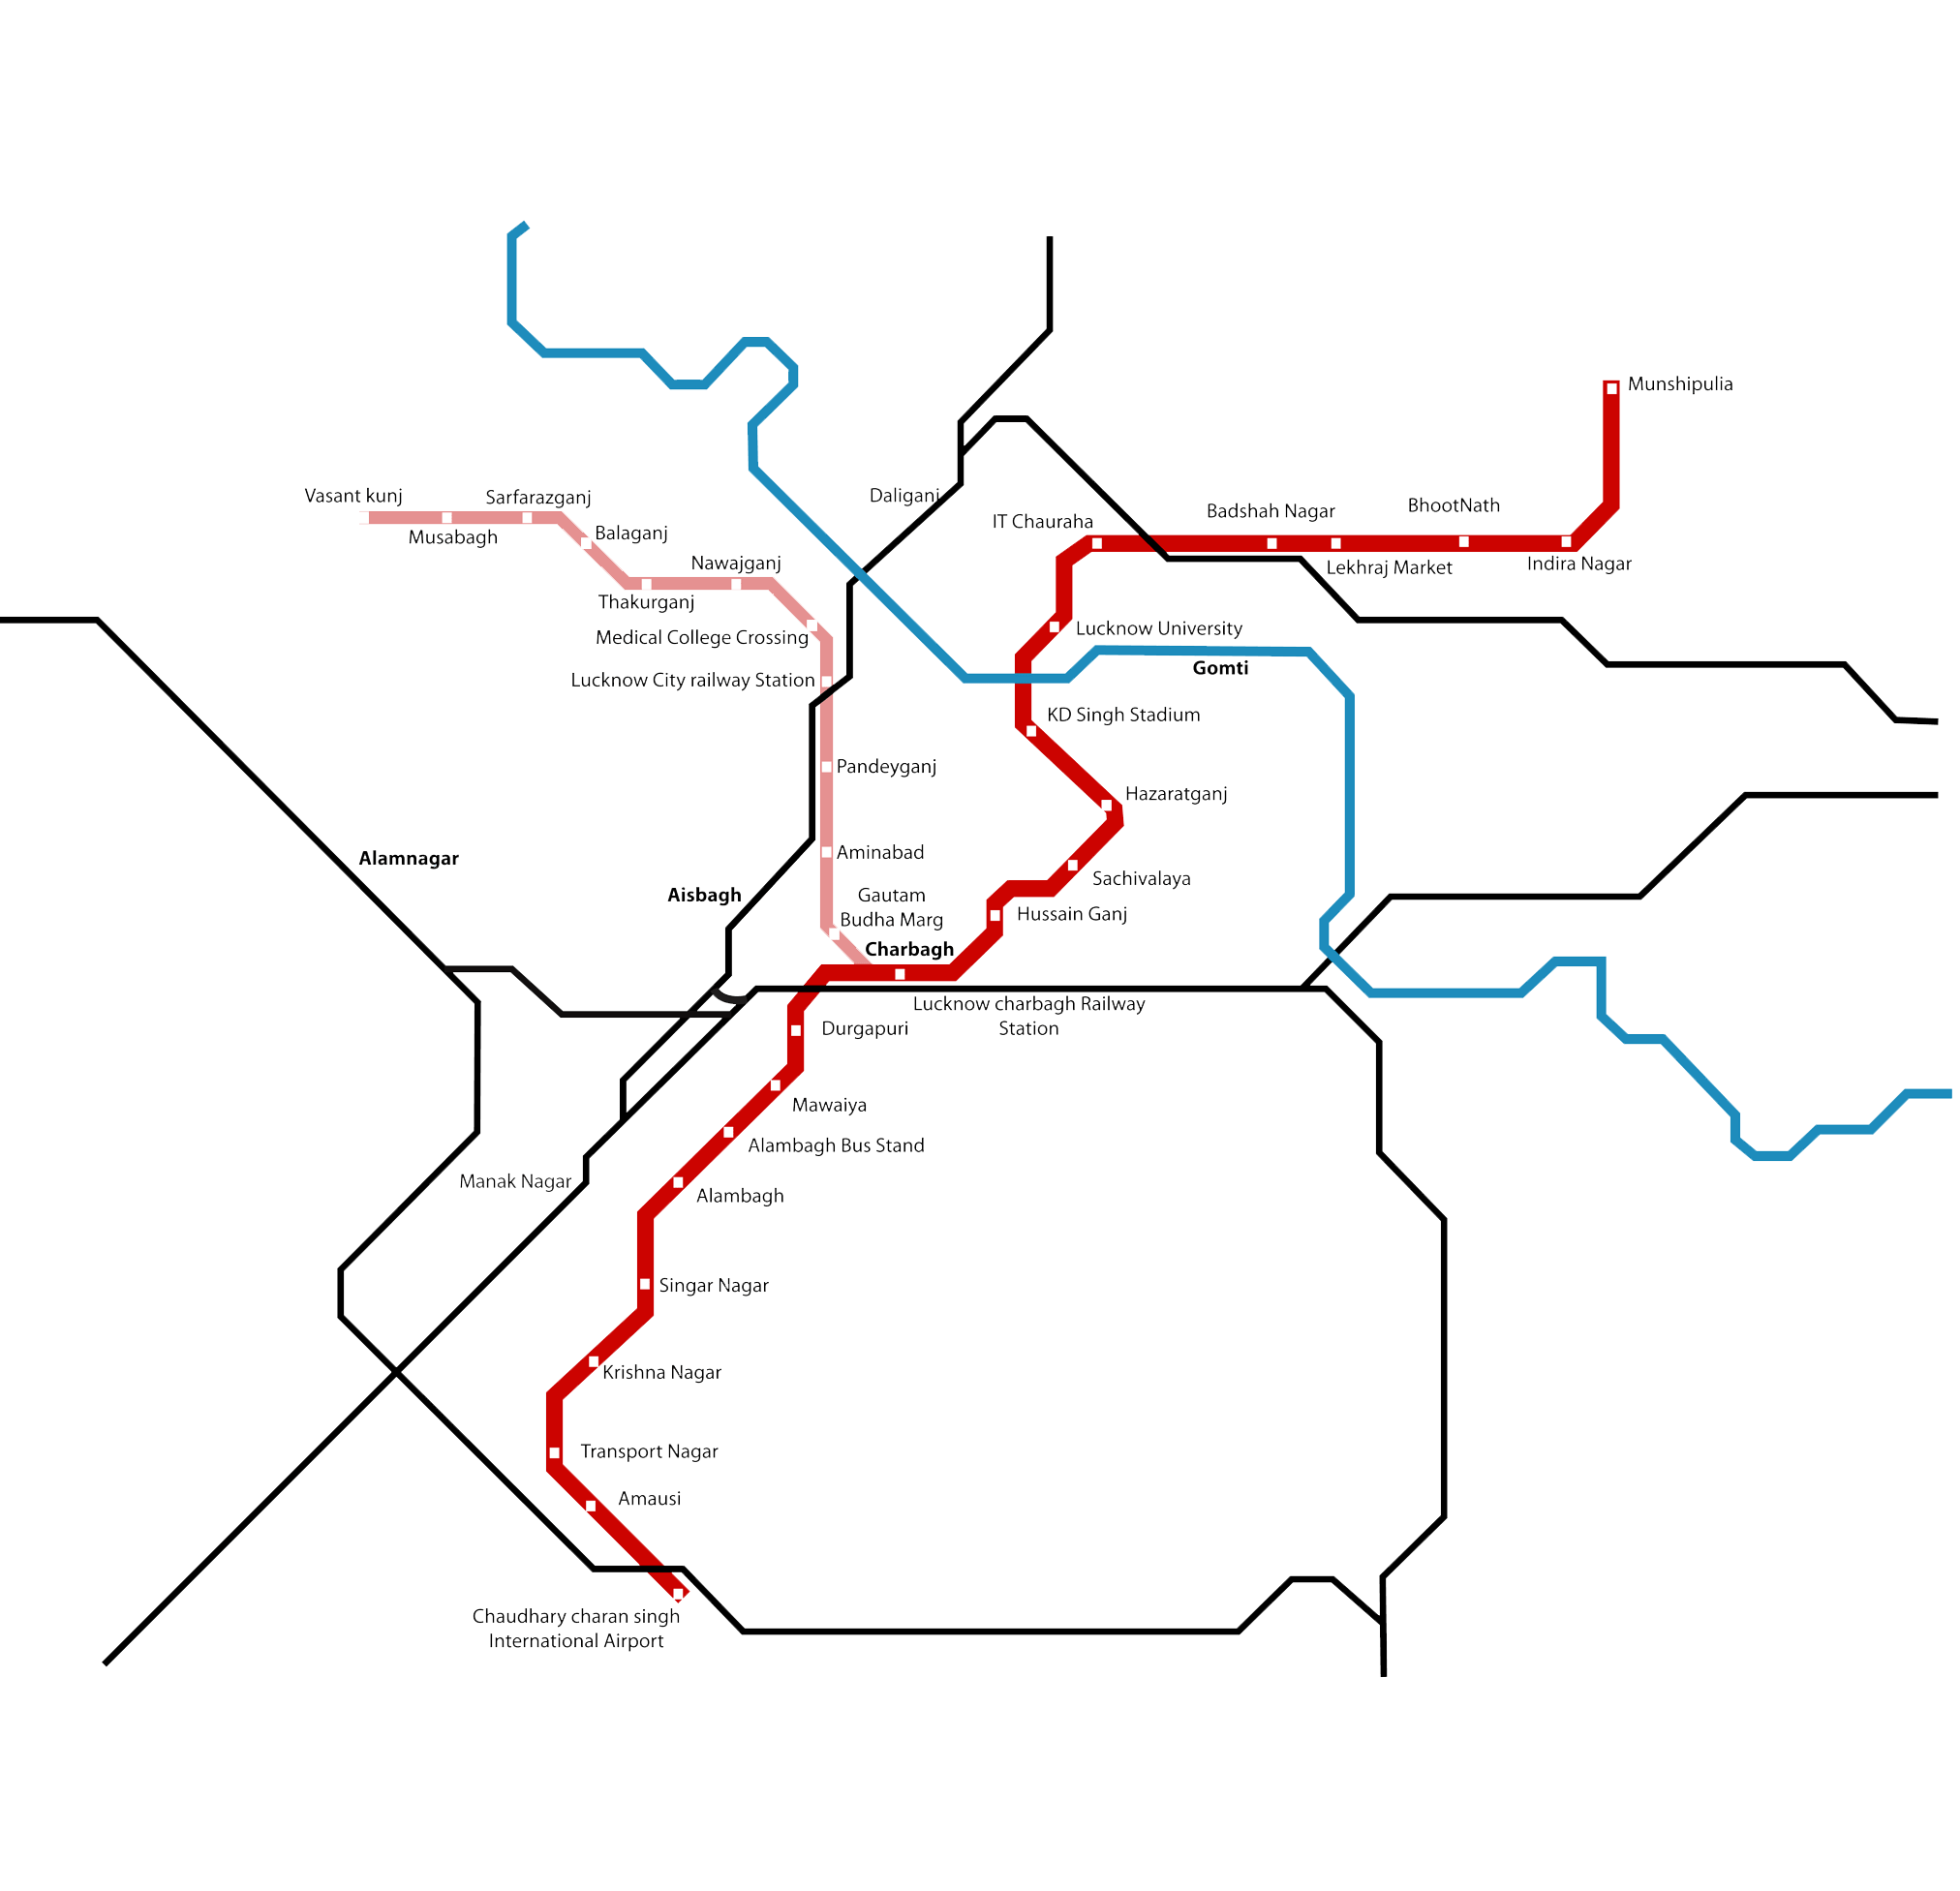 Munshipulia
Vasant kunj
Sarfarazganj
Daliganj
BhootNath
Badshah Nagar
IT Chauraha
Balaganj
Musabagh
Nawajganj
Lekhraj Market
Indira Nagar
Thakurganj
Lucknow University
Medical College Crossing
Gomti
Lucknow City railway Station
KD Singh Stadium
Pandeyganj
Hazaratganj
Aminabad
Alamnagar
Sachivalaya
Aisbagh
Gautam
Budha Marg
Hussain Ganj
Charbagh
Lucknow charbagh Railway
Station
Durgapuri
Mawaiya
Alambagh Bus Stand
Manak Nagar
Alambagh
Singar Nagar
Krishna Nagar
Transport Nagar
Amausi
Chaudhary charan singh
International Airport